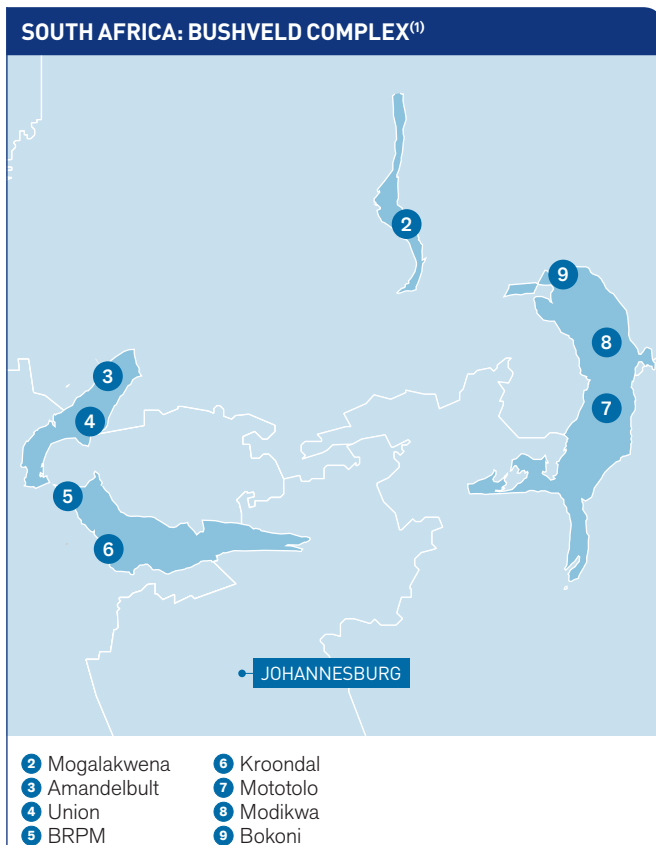 SOUTH AFRICA: BUSHVELD COMPLEX(1)
2
9
8
3
7
4
5
6
JOHANNESBURG
2 Mogalakwena
3 Amandelbult
4 Union
5 BRPM
6 Kroondal
7 Mototolo
8 Modikwa
9 Bokoni